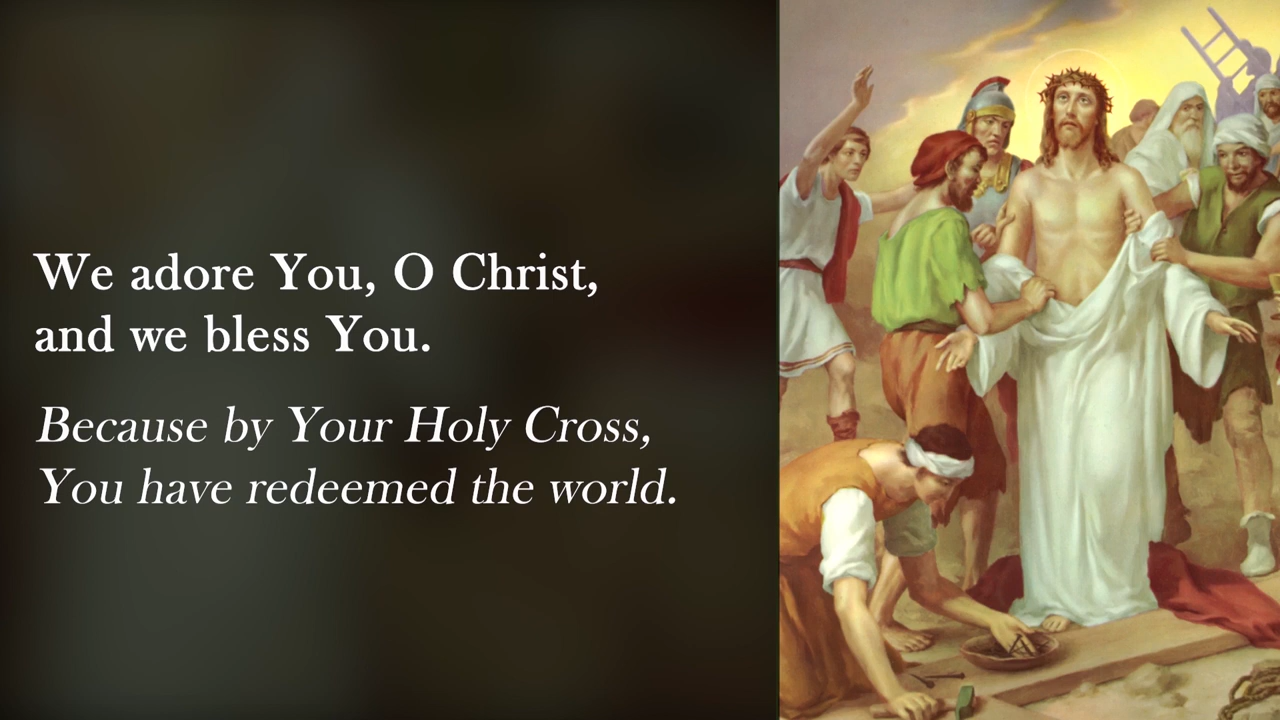 We adore You, O Christ,
and we bless You.
Because by Your Holy Cross,
You have redeemed the world.